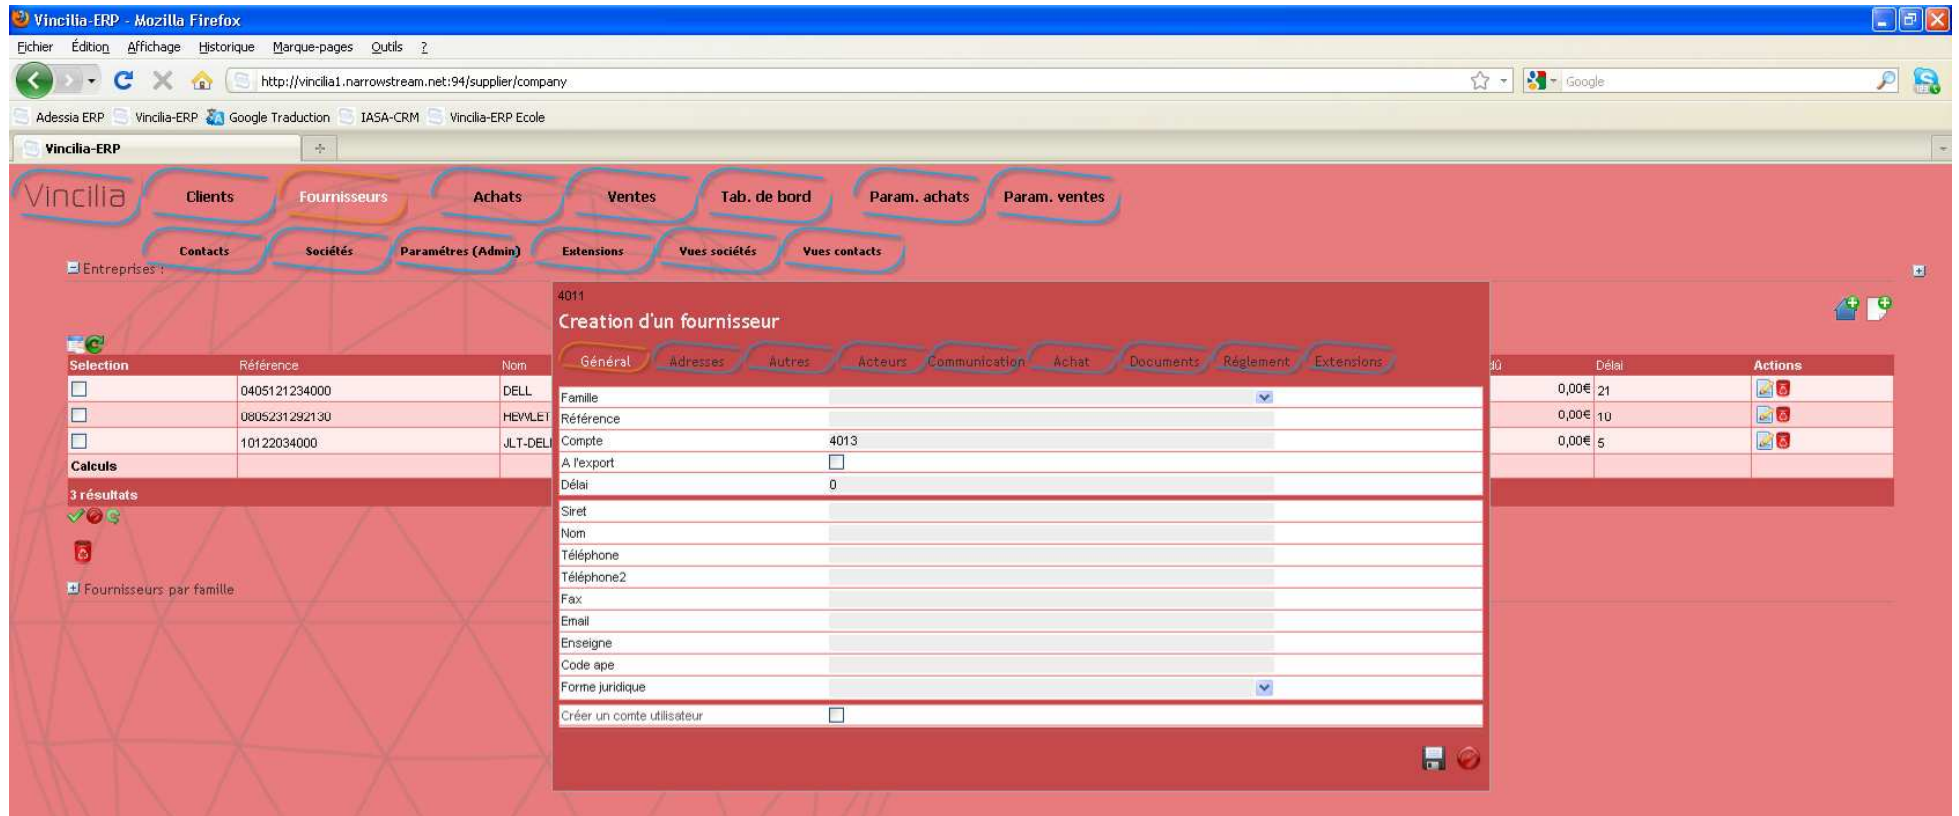 Vincilia-ERP - Mozilla Firefox
Fichier Édition Affichage Historique Marque-pages Outils ?
http://vincilia1.narrowstream.net:94/supplier/company Google
Adessia ERP Vincilia-ERP Google Traduction IASA-CRM Vincilia-ERP Ecole
Vincilia-ERP
Vincilia Clients Fournisseurs Achats Ventes Tab. de bord Param. achats Param. ventes
Contacts Sociétés Paramétres (Admin) Extensions Vues sociétés Vues contacts
Entreprises :
4011
Creation d'un fournisseur
Général Adresses Autres Acteurs Communication Achat Documents Réglement Extensions
Selection Référence Nom dû Délai Actions
0405121234000 DELL 0,00€ 21
0805231292130 HEWLET 0,00€ 10
10122034000 JLT-DELI 0,00€ 5
Calculs
3 résultats
Fournisseurs par famille
Famille
Référence
Compte 4013
A l'export
Délai 0
Siret
Nom
Téléphone
Téléphone2
Fax
Email
Enseigne
Code ape
Forme juridique
Créer un comte utilisateur